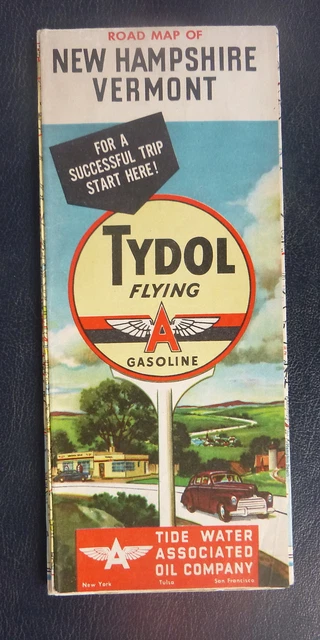 ROAD MAP OF
NEW HAMPSHIRE
VERMONT
FOR A
SUCCESSFUL TRIP
START HERE!
TYDOL
FLYING
A
GASOLINE
A
TIDE WATER
ASSOCIATED
OIL COMPANY
New York Tulsa San Francisco